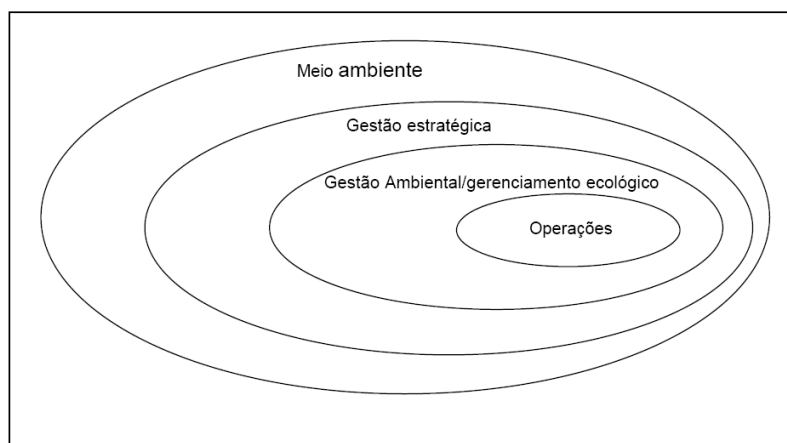 Meio ambiente
Gestão estratégica
Gestão Ambiental/gerenciamento ecológico
Operações